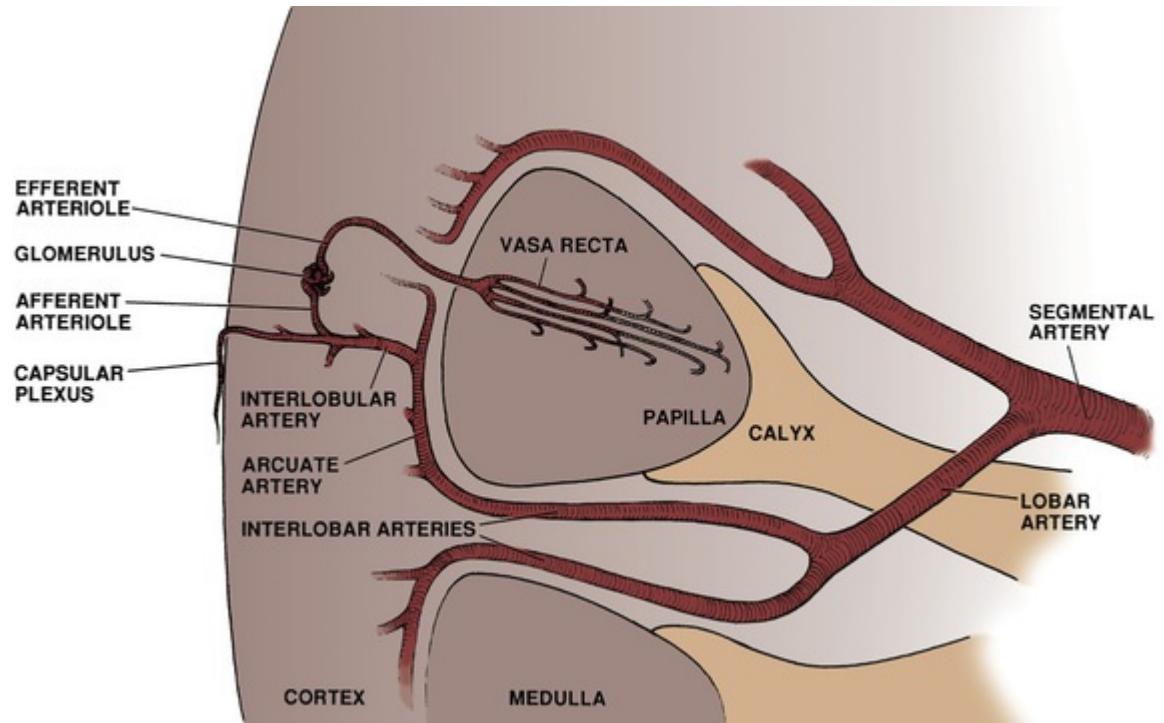 EFFERENT
ARTERIOLE
GLOMERULUS
AFFERENT
ARTERIOLE
CAPSULAR
PLEXUS
VASA RECTA
SEGMENTAL
ARTERY
INTERLOBULAR
ARTERY
PAPILLA
CALYX
ARCUATE
ARTERY
INTERLOBAR ARTERIES
LOBAR
ARTERY
CORTEX
MEDULLA